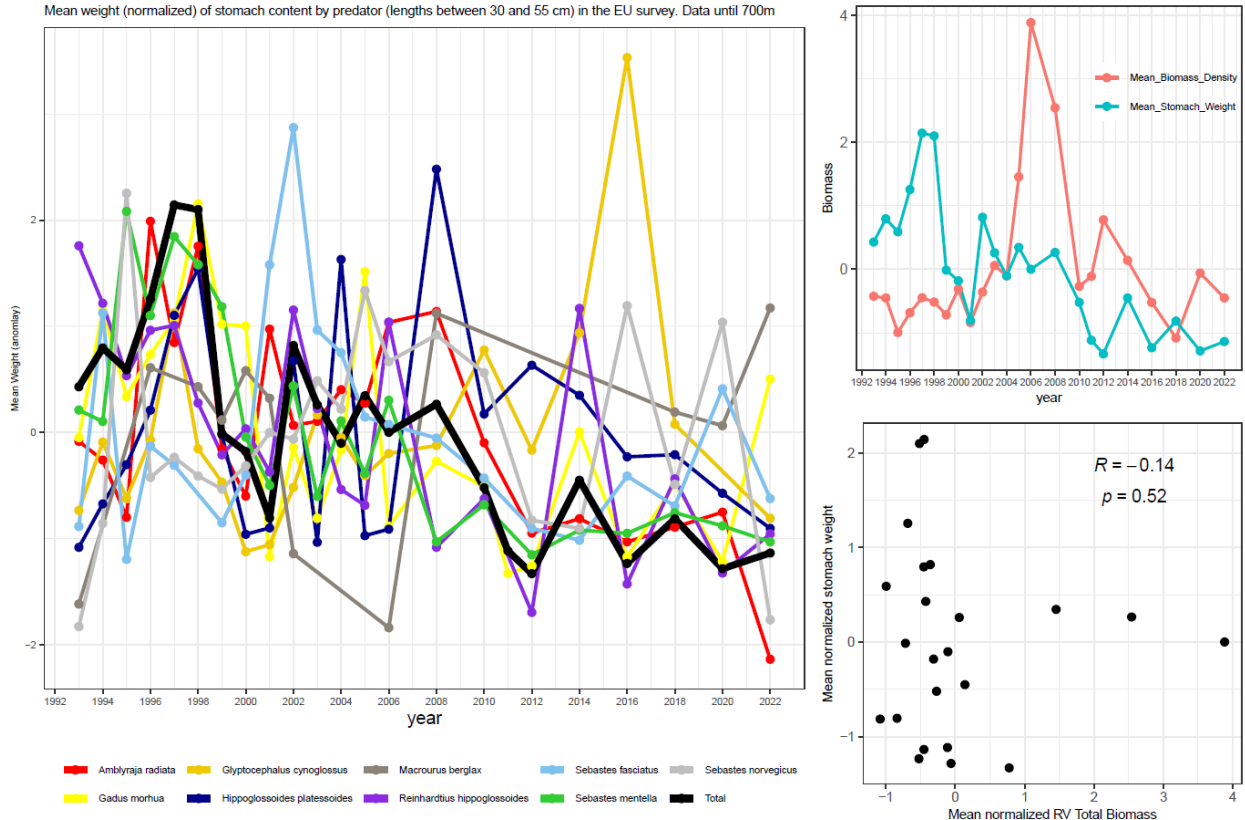 Mean weight (normalized) of stomach content by predator (lengths between 30 and 55 cm) in the EU survey. Data until 700m
Mean Weight (anomlay)
2
0
−2
1992 1994 1996 1998 2000 2002 2004 2006 2008 2010 2012 2014 2016 2018 2020 2022
year
Amblyraja radiata Glyptocephalus cynoglossus Macrourus berglax Sebastes fasciatus Sebastes norvegicus
Gadus morhua Hippoglossoides platessoides Reinhardtius hippoglossoides Sebastes mentella Total
Biomass
4
2
0
Mean_Biomass_Density
Mean_Stomach_Weight
1992 1994 1996 1998 2000 2002 2004 2006 2008 2010 2012 2014 2016 2018 2020 2022
year
Mean normalized stomach weight
2
1
0
−1
R = −0.14
p = 0.52
−1 0 1 2 3 4
Mean normalized RV Total Biomass